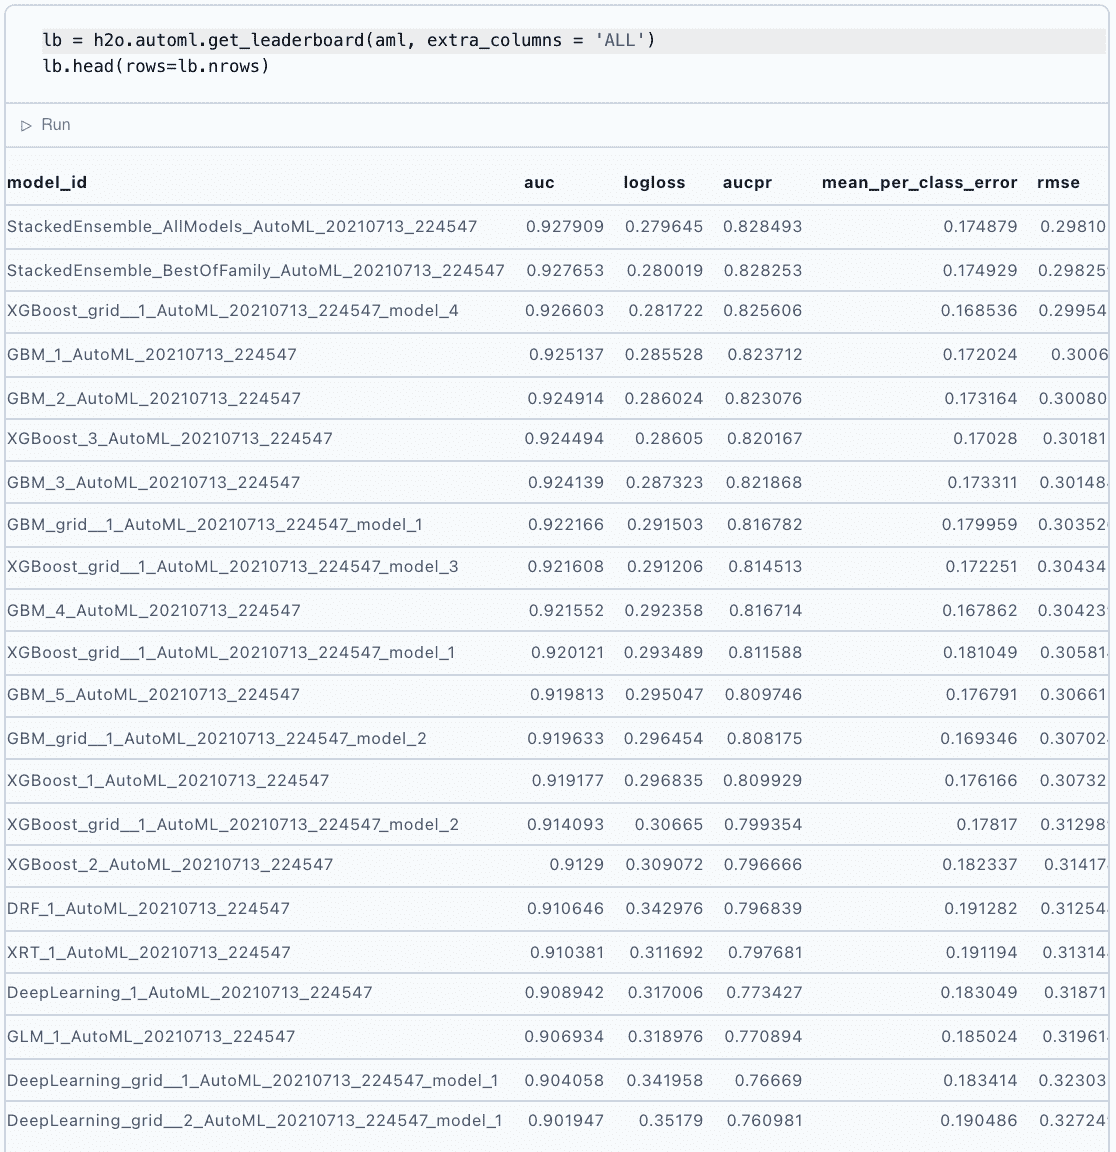 lb = h2o.automl.get_leaderboard(aml, extra_columns = 'ALL')
lb.head(rows=lb.nrows)
▷ Run
model_id auc logloss aucpr mean_per_class_error rmse
StackedEnsemble_AllModels_AutoML_20210713_224547 0.927909 0.279645 0.828493 0.174879 0.29810
StackedEnsemble_BestOfFamily_AutoML_20210713_224547 0.927653 0.280019 0.828253 0.174929 0.29825
XGBoost_grid__1_AutoML_20210713_224547_model_4 0.926603 0.281722 0.825606 0.168536 0.29954
GBM_1_AutoML_20210713_224547 0.925137 0.285528 0.823712 0.172024 0.3006
GBM_2_AutoML_20210713_224547 0.924914 0.286024 0.823076 0.173164 0.30080
XGBoost_3_AutoML_20210713_224547 0.924494 0.28605 0.820167 0.17028 0.30181
GBM_3_AutoML_20210713_224547 0.924139 0.287323 0.821868 0.173311 0.30148
GBM_grid__1_AutoML_20210713_224547_model_1 0.922166 0.291503 0.816782 0.179959 0.30352
XGBoost_grid__1_AutoML_20210713_224547_model_3 0.921608 0.291206 0.814513 0.172251 0.30434
GBM_4_AutoML_20210713_224547 0.921552 0.292358 0.816714 0.167862 0.30423
XGBoost_grid__1_AutoML_20210713_224547_model_1 0.920121 0.293489 0.811588 0.181049 0.30581
GBM_5_AutoML_20210713_224547 0.919813 0.295047 0.809746 0.176791 0.30661
GBM_grid__1_AutoML_20210713_224547_model_2 0.919633 0.296454 0.808175 0.169346 0.30702
XGBoost_1_AutoML_20210713_224547 0.919177 0.296835 0.809929 0.176166 0.30732
XGBoost_grid__1_AutoML_20210713_224547_model_2 0.914093 0.30665 0.799354 0.17817 0.31298
XGBoost_2_AutoML_20210713_224547 0.9129 0.309072 0.796666 0.182337 0.31417
DRF_1_AutoML_20210713_224547 0.910646 0.342976 0.796839 0.191282 0.31254
XRT_1_AutoML_20210713_224547 0.910381 0.311692 0.797681 0.191194 0.31314
DeepLearning_1_AutoML_20210713_224547 0.908942 0.317006 0.773427 0.183049 0.31871
GLM_1_AutoML_20210713_224547 0.906934 0.318976 0.770894 0.185024 0.31961
DeepLearning_grid__1_AutoML_20210713_224547_model_1 0.904058 0.341958 0.76669 0.183414 0.32303
DeepLearning_grid__2_AutoML_20210713_224547_model_1 0.901947 0.35179 0.760981 0.190486 0.32724